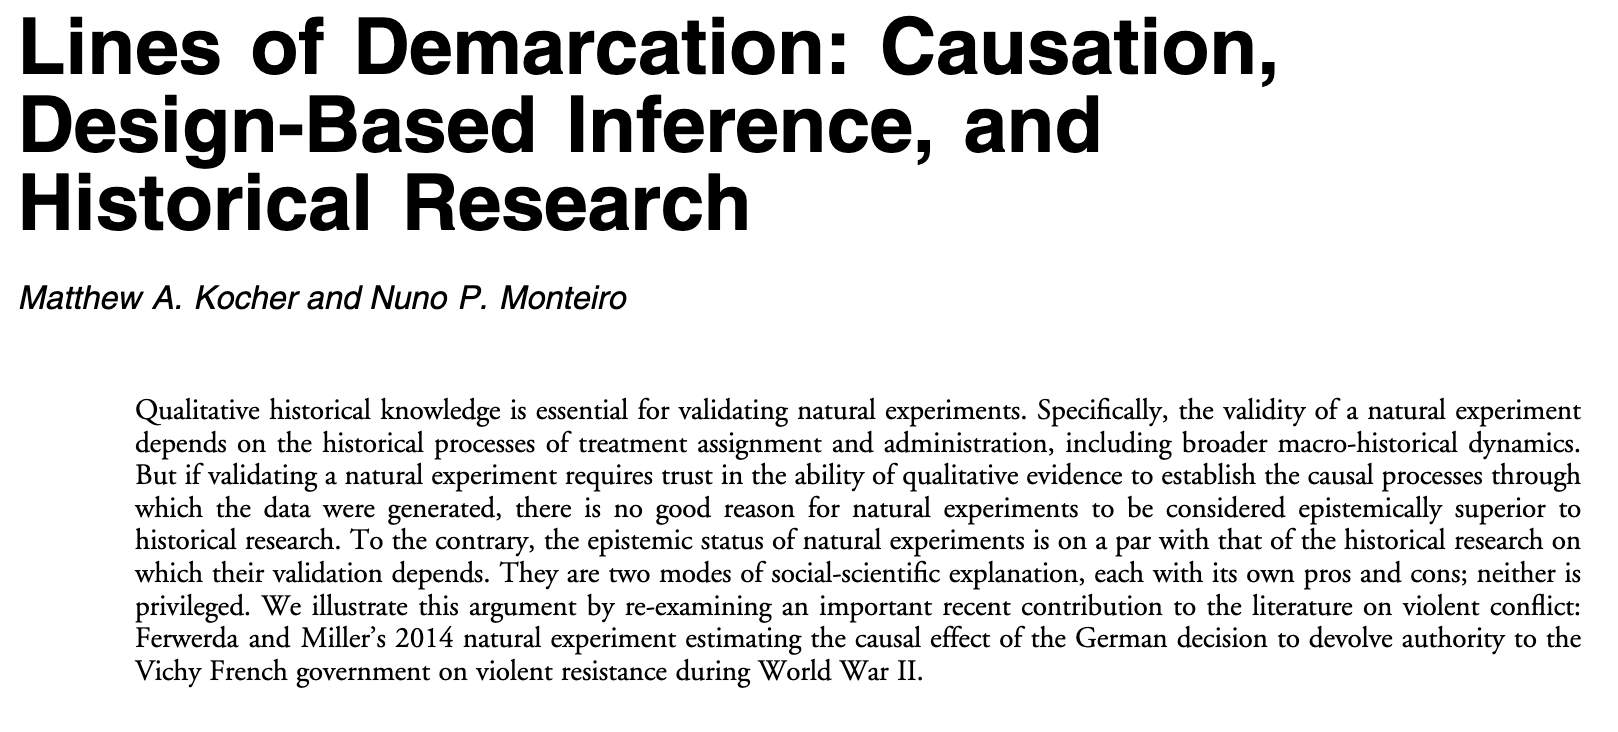 Lines of Demarcation: Causation,
Design-Based Inference, and
Historical Research
Matthew A. Kocher and Nuno P. Monteiro
Qualitative historical knowledge is essential for validating natural experiments. Specifically, the validity of a natural experiment
depends on the historical processes of treatment assignment and administration, including broader macro-historical dynamics.
But if validating a natural experiment requires trust in the ability of qualitative evidence to establish the causal processes through
which the data were generated, there is no good reason for natural experiments to be considered epistemically superior to
historical research. To the contrary, the epistemic status of natural experiments is on a par with that of the historical research on
which their validation depends. They are two modes of social-scientific explanation, each with its own pros and cons; neither is
privileged. We illustrate this argument by re-examining an important recent contribution to the literature on violent conflict:
Ferwerda and Miller’s 2014 natural experiment estimating the causal effect of the German decision to devolve authority to the
Vichy French government on violent resistance during World War II.